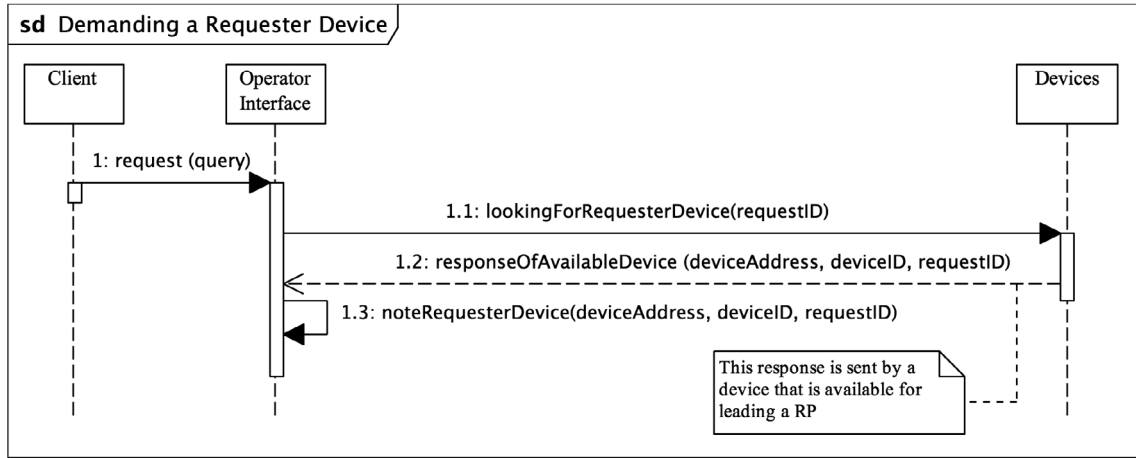 sd Demanding a Requester Device
Client
Operator
Interface
Devices
1: request (query)
1.1: lookingForRequesterDevice(requestID)
1.2: responseOfAvailableDevice (deviceAddress, deviceID, requestID)
1.3: noteRequesterDevice(deviceAddress, deviceID, requestID)
This response is sent by a
device that is available for
leading a RP